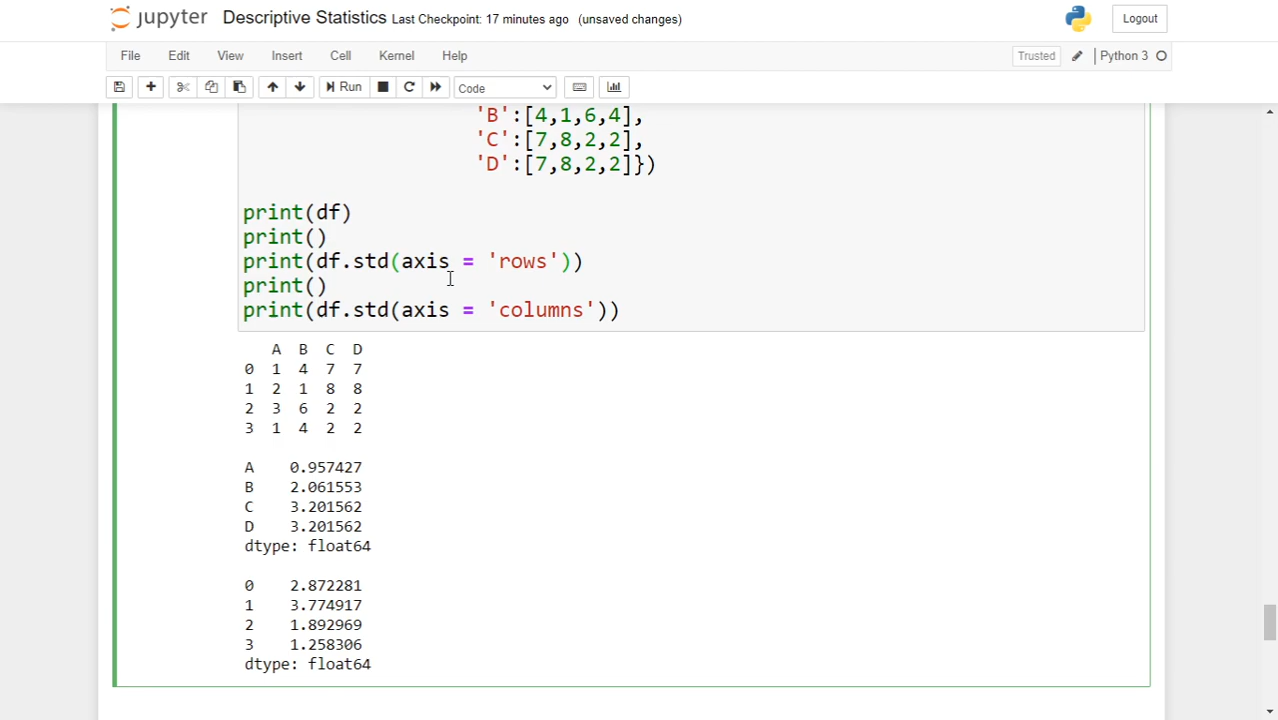 jupyter Descriptive Statistics Last Checkpoint: 17 minutes ago (unsaved changes) Logout
File Edit View Insert Cell Kernel Help Trusted Python 3
Run Code
'B':[4,1,6,4],
'C':[7,8,2,2],
'D':[7,8,2,2]})
print(df)
print()
print(df.std(axis = 'rows'))
print()
print(df.std(axis = 'columns'))
A B C D
0 1 4 7 7
1 2 1 8 8
2 3 6 2 2
3 1 4 2 2
A 0.957427
B 2.061553
C 3.201562
D 3.201562
dtype: float64
0 2.872281
1 3.774917
2 1.892969
3 1.258306
dtype: float64